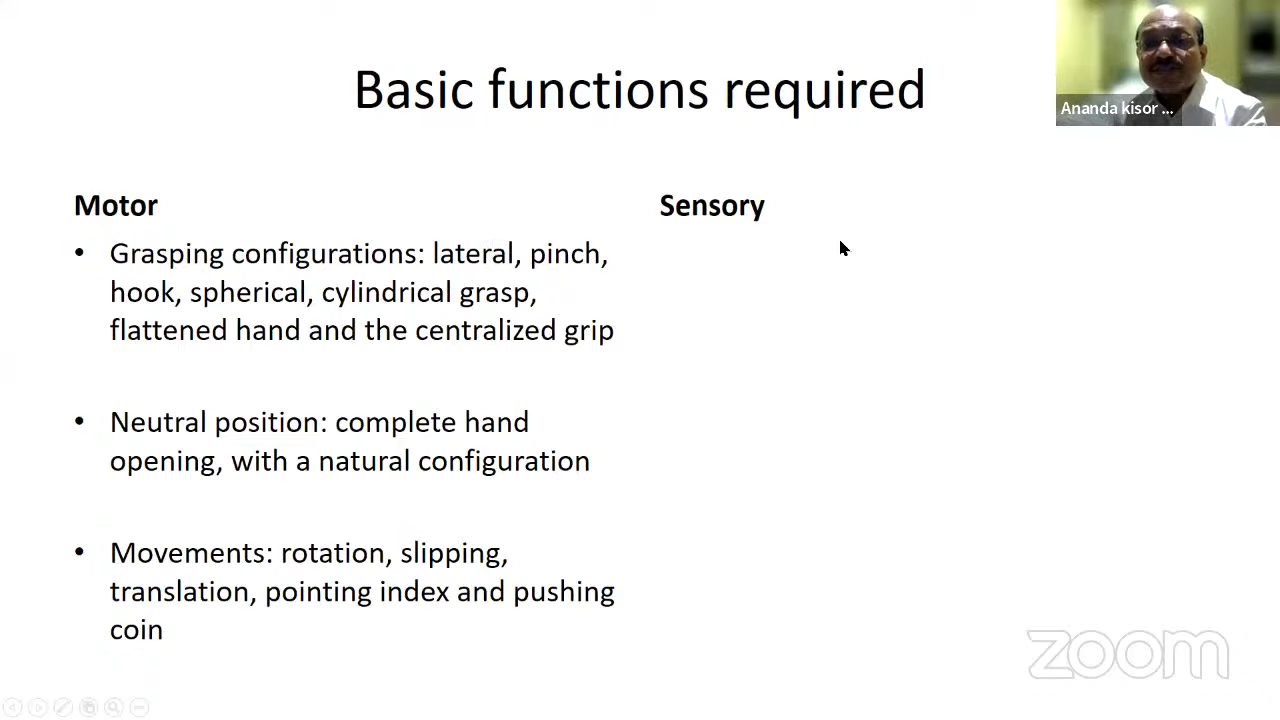 Basic functions required
Ananda kisor ...
Motor
• Grasping configurations: lateral, pinch,
hook, spherical, cylindrical grasp,
flattened hand and the centralized grip
• Neutral position: complete hand
opening, with a natural configuration
• Movements: rotation, slipping,
translation, pointing index and pushing
coin
Sensory
zoom